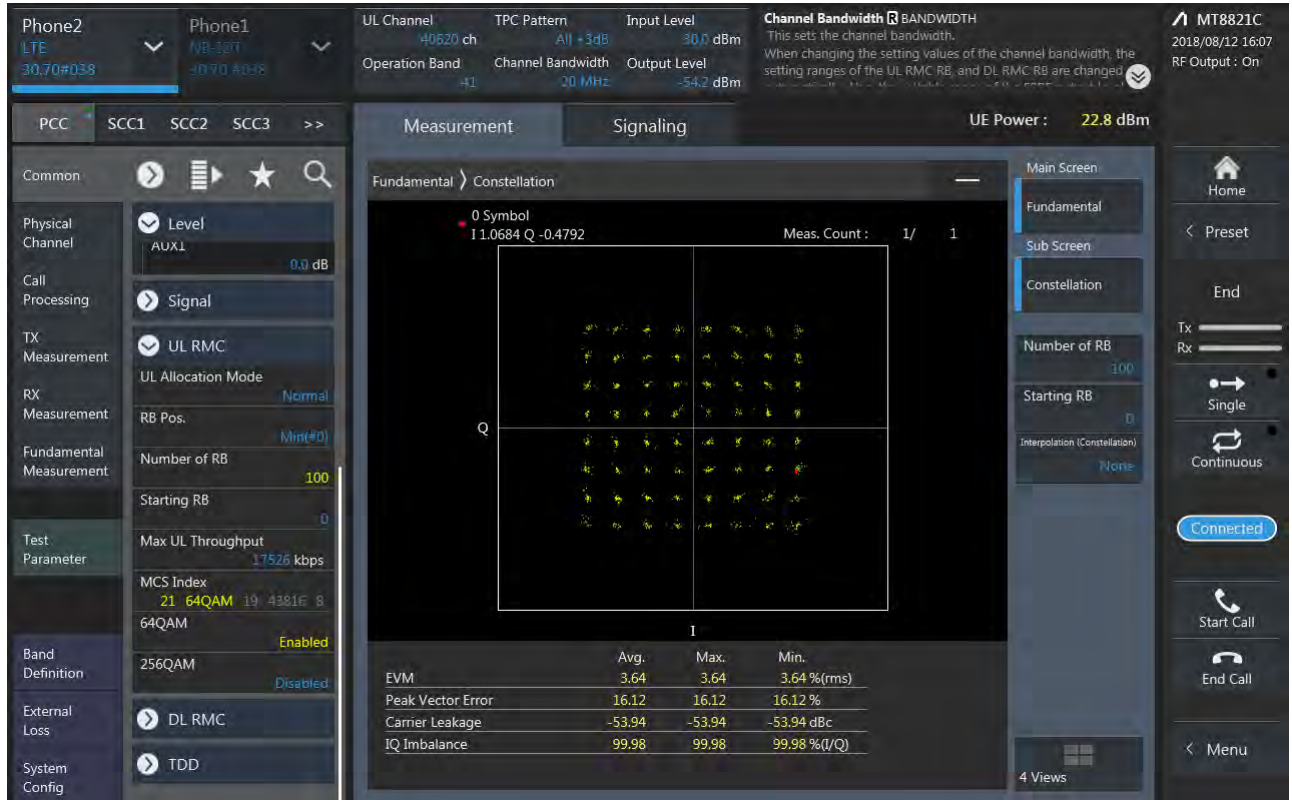 Phone2
LTE
30.70#038
Phone1
NB-IOT
30.70 #038
UL Channel
40620 ch
Operation Band
41
TPC Pattern
All +3dB
Channel Bandwidth
20 MHz
Input Level
30.0 dBm
Output Level
-54.2 dBm
Channel Bandwidth R BANDWIDTH
This sets the channel bandwidth.
When changing the setting values of the channel bandwidth, the
setting ranges of the UL RMC RB, and DL RMC RB are changed
MT8821C
2018/08/12 16:07
RF Output : On
PCC SCC1 SCC2 SCC3 >>
Measurement
Signaling
UE Power : 22.8 dBm
Common
Physical
Channel
Call
Processing
TX
Measurement
RX
Measurement
Fundamental
Measurement
Test
Parameter
Band
Definition
External
Loss
System
Config
Level
AUX1
0.0 dB
Signal
UL RMC
UL Allocation Mode
Normal
RB Pos.
Min(#0)
Number of RB
100
Starting RB
0
Max UL Throughput
17526 kbps
MCS Index
21 64QAM 19 43816 8
64QAM
Enabled
256QAM
Disabled
DL RMC
TDD
Fundamental > Constellation
0 Symbol
I 1.0684 Q -0.4792
Meas. Count : 1/ 1
Q
I
Avg. Max. Min.
EVM 3.64 3.64 3.64 %(rms)
Peak Vector Error 16.12 16.12 16.12 %
Carrier Leakage -53.94 -53.94 -53.94 dBc
IQ Imbalance 99.98 99.98 99.98 %(I/Q)
Main Screen
Fundamental
Sub Screen
Constellation
Number of RB
100
Starting RB
0
Interpolation (Constellation)
None
4 Views
Home
< Preset
End
Tx
Rx
Single
Continuous
Connected
Start Call
End Call
< Menu